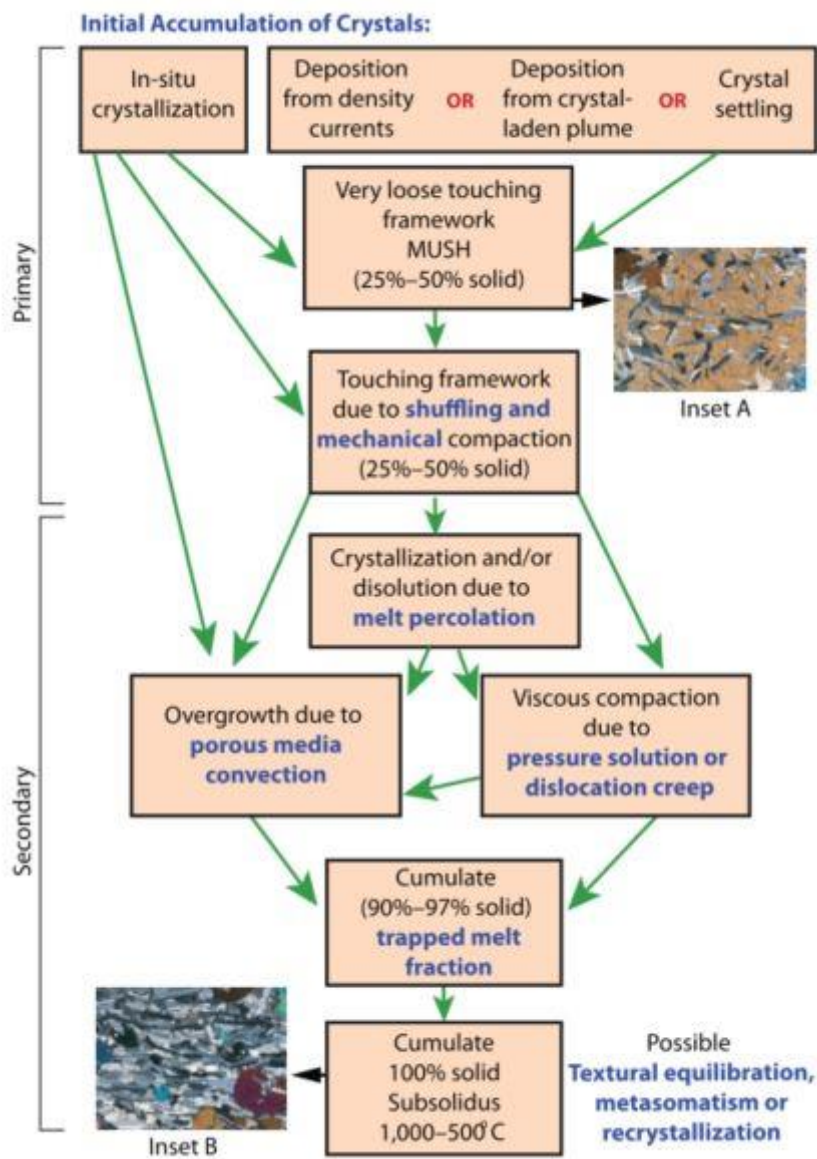 Initial Accumulation of Crystals:
In-situ
crystallization
Deposition
from density
currents
OR
Deposition
from crystal-
laden plume
OR
Crystal
settling
Primary
Very loose touching
framework
MUSH
(25%–50% solid)
Inset A
Touching framework
due to shuffling and
mechanical compaction
(25%–50% solid)
Secondary
Crystallization and/or
disolution due to
melt percolation
Overgrowth due to
porous media
convection
Viscous compaction
due to
pressure solution or
dislocation creep
Cumulate
(90%–97% solid)
trapped melt
fraction
Inset B
Cumulate
100% solid
Subsolidus
1,000–500°C
Possible
Textural equilibration,
metasomatism or
recrystallization